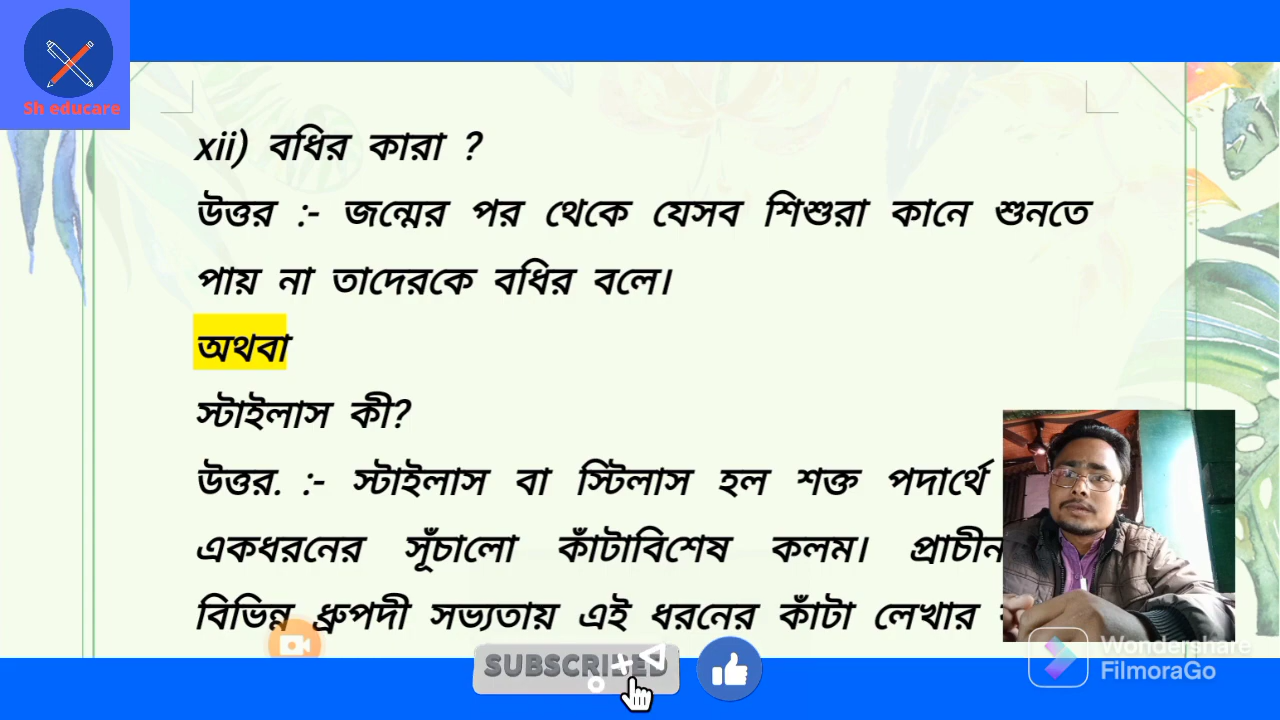 Sh educare
xii) বধির কারা ?
উত্তর :- জন্মের পর থেকে যেসব শিশুরা কানে শুনতে
পায় না তাদেরকে বধির বলে।
অথবা
স্টাইলাস কী?
উত্তর. :- স্টাইলাস বা স্টিলাস হল শক্ত পদার্থে
একধরনের সূঁচালো কাঁটাবিশেষ কলম। প্রাচীন
বিভিন্ন ধ্রুপদী সভ্যতায় এই ধরনের কাঁটা লেখার
SUBSCRIBED
Wondershare
FilmoraGo